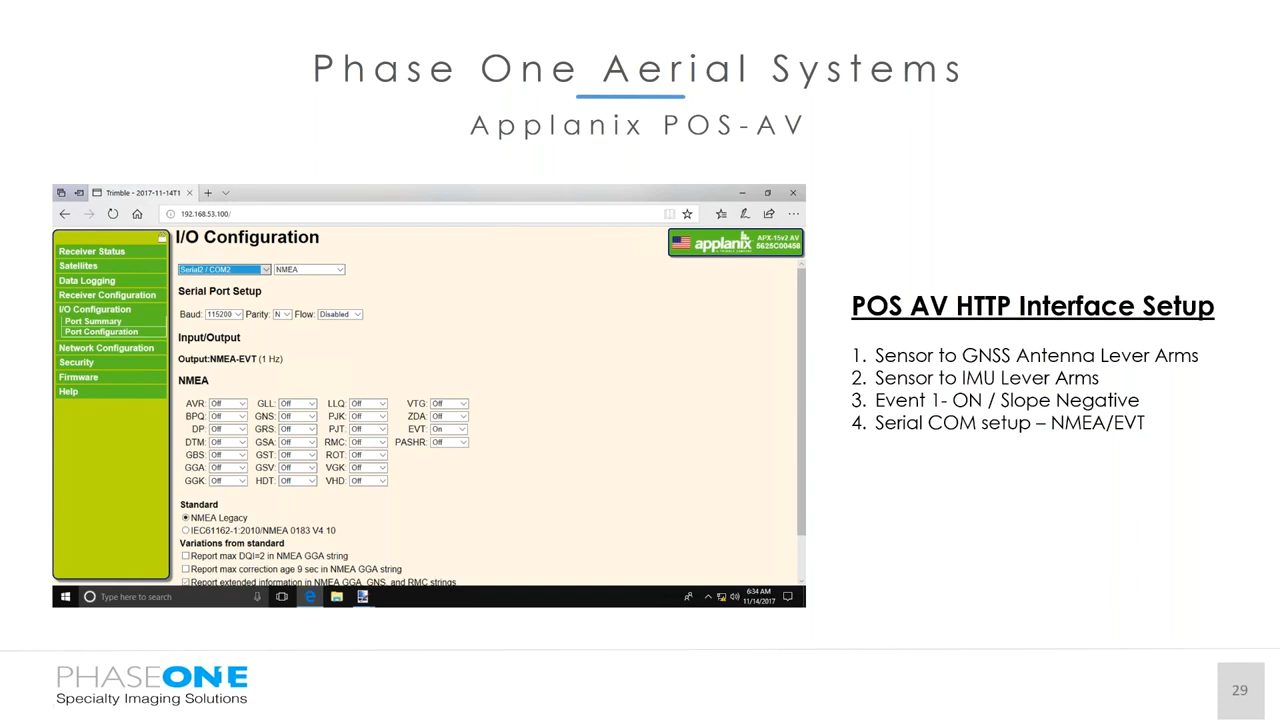 Phase One Aerial Systems
Applanix POS-AV
Trimble - 2017-11-14T1
192.168.53.100/
Receiver Status
Satellites
Data Logging
Receiver Configuration
I/O Configuration
Port Summary
Port Configuration
Network Configuration
Security
Firmware
Help
I/O Configuration
applanix APX-15v2 AV
5625C00458
Serial2 / COM2 NMEA
Serial Port Setup
Baud: 115200 Parity: N Flow: Disabled
Input/Output
Output:NMEA-EVT (1 Hz)
NMEA
AVR: Off GLL: Off LLQ: Off VTG: Off
BPQ: Off GNS: Off PJK: Off ZDA: Off
DP: Off GRS: Off PJT: Off EVT: On
DTM: Off GSA: Off RMC: Off PASHR: Off
GBS: Off GST: Off ROT: Off
GGA: Off GSV: Off VGK: Off
GGK: Off HDT: Off VHD: Off
Standard
NMEA Legacy
IEC61162-1:2010/NMEA 0183 V4 10
Variations from standard
Report max DQI=2 in NMEA GGA string
Report max correction age 9 sec in NMEA GGA string
Report extended information in NMEA GGA, GNS, and RMC strings
Type here to search
6:34 AM
11/14/2017
POS AV HTTP Interface Setup
1. Sensor to GNSS Antenna Lever Arms
2. Sensor to IMU Lever Arms
3. Event 1- ON / Slope Negative
4. Serial COM setup – NMEA/EVT
PHASEONE
Specialty Imaging Solutions
29